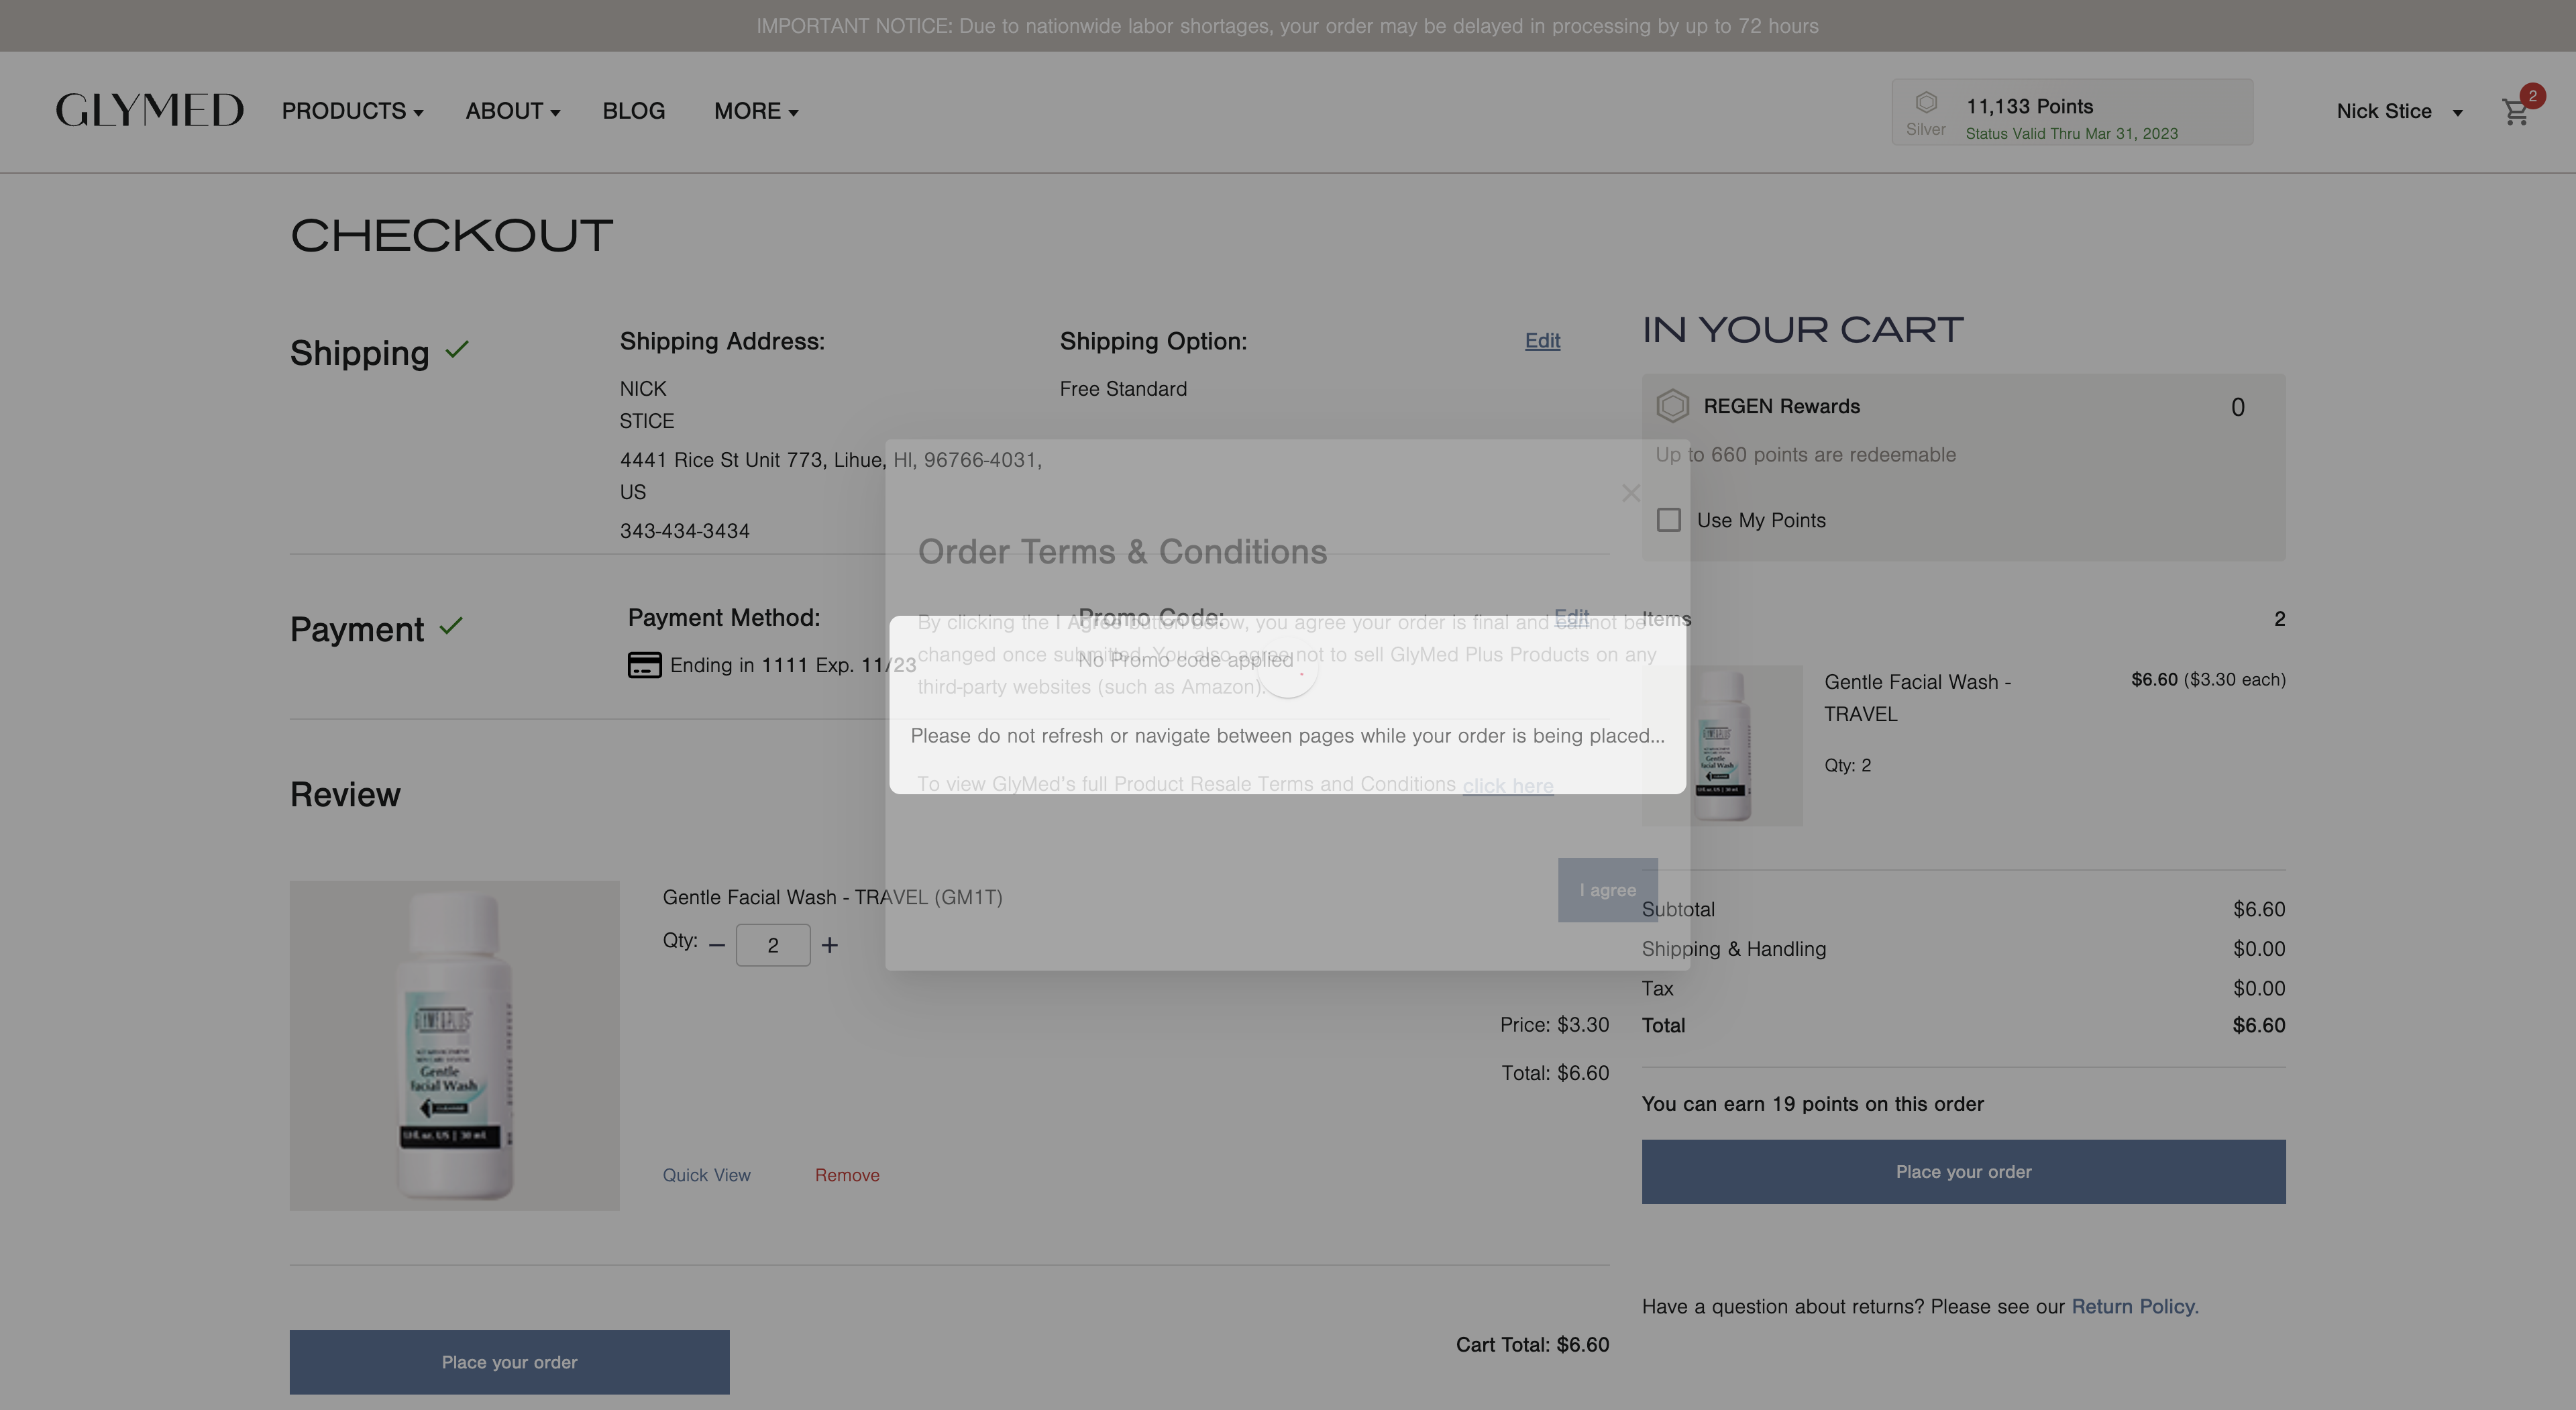 IMPORTANT NOTICE: Due to nationwide labor shortages, your order may be delayed in processing by up to 72 hours
GLYMED
PRODUCTS
ABOUT
BLOG
MORE
Silver
11,133 Points
Status Valid Thru Mar 31, 2023
Nick Stice
2
CHECKOUT
Shipping
Shipping Address:
Shipping Option:
Edit
NICK
STICE
Free Standard
4441 Rice St Unit 773, Lihue, HI, 96766-4031,
US
343-434-3434
Payment
Payment Method:
Promo Code:
Edit
Ending in 1111 Exp. 11/23
No Promo code applied
Order Terms & Conditions
By clicking the I Agree button below, you agree your order is final and cannot be
changed once submitted. You also agree not to sell GlyMed Plus Products on any
third-party websites (such as Amazon).
Please do not refresh or navigate between pages while your order is being placed...
To view GlyMed's full Product Resale Terms and Conditions click here
I agree
Review
Gentle Facial Wash - TRAVEL (GM1T)
Qty: − 2 +
GLYMEDPLUS
Gentle
Facial Wash
CLEANSER
Price: $3.30
Total: $6.60
Quick View
Remove
Cart Total: $6.60
Place your order
IN YOUR CART
REGEN Rewards
0
Up to 660 points are redeemable
Use My Points
Items
2
Gentle
Facial Wash
Gentle Facial Wash -
TRAVEL
$6.60 ($3.30 each)
Qty: 2
Subtotal
$6.60
Shipping & Handling
$0.00
Tax
$0.00
Total
$6.60
You can earn 19 points on this order
Place your order
Have a question about returns? Please see our Return Policy.